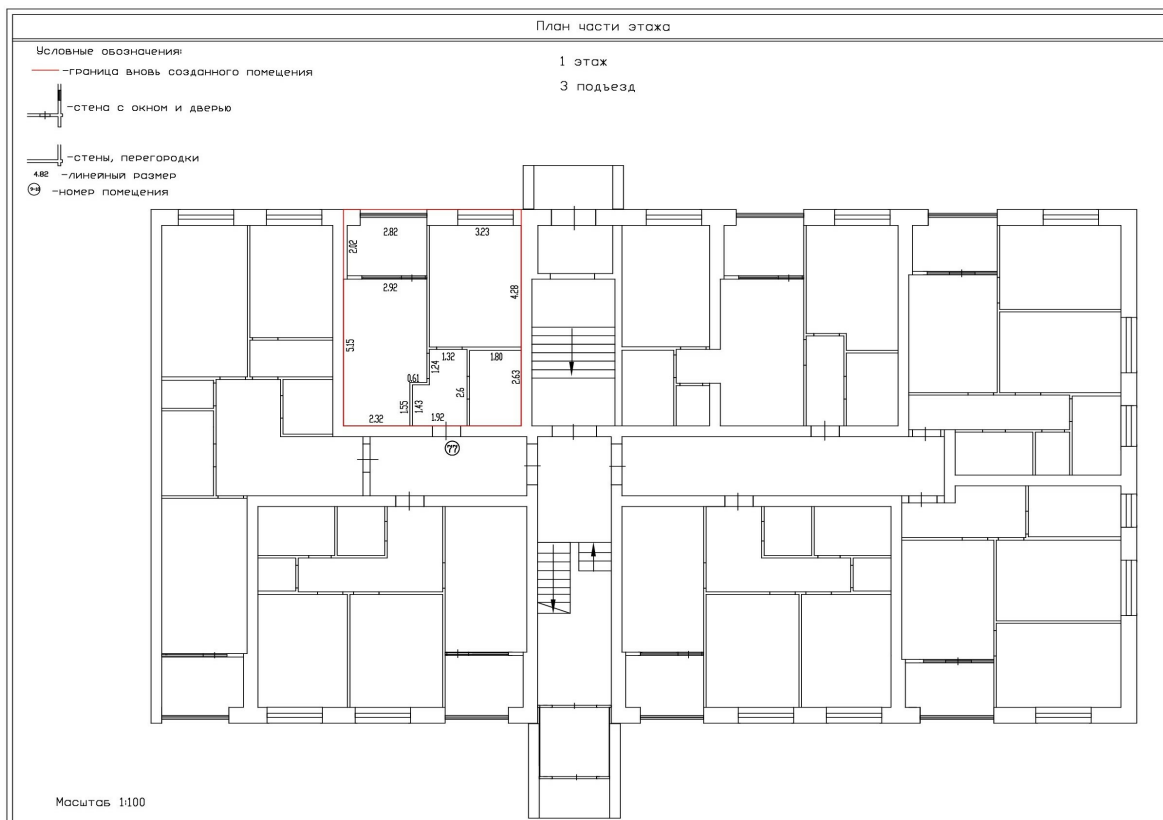 План части этажа
Условные обозначения:
-граница вновь созданного помещения
-стена с окном и дверью
-стены, перегородки
4.82 -линейный размер
-номер помещения
1 этаж
3 подъезд
2.82
3.23
2.02
2.92
4.28
5.15
1.32
1.80
1.24
0.61
2.63
2.6
1.55
1.43
2.32
1.92
77
Масштаб 1:100